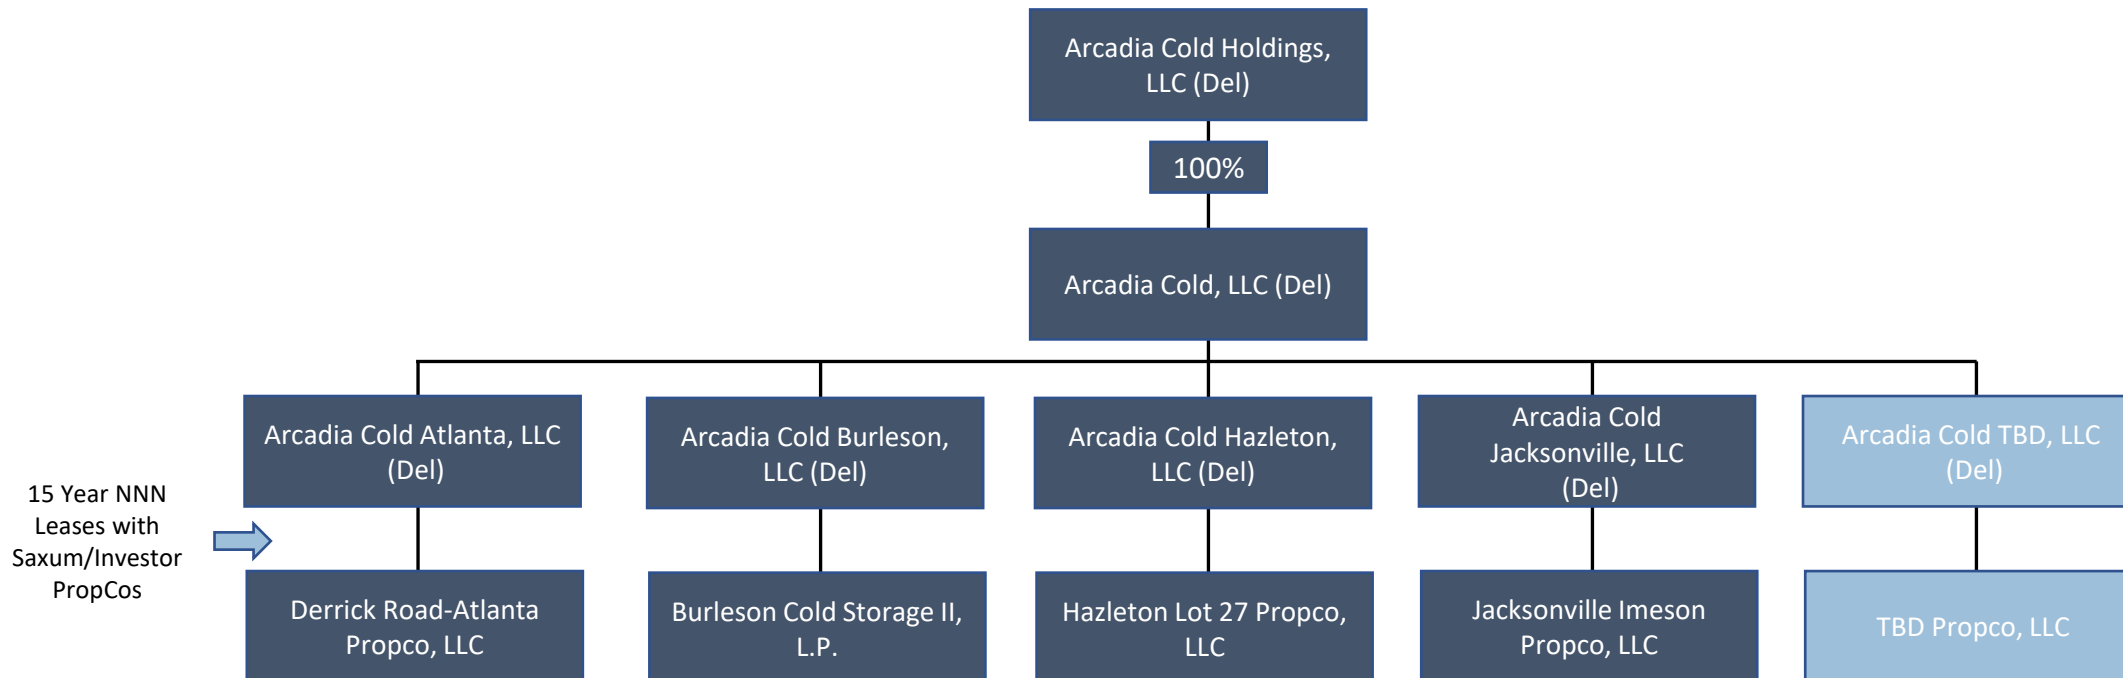 Arcadia Cold Holdings,
LLC (Del)
100%
Arcadia Cold, LLC (Del)
Arcadia Cold Atlanta, LLC
(Del)
Arcadia Cold Burleson,
LLC (Del)
Arcadia Cold Hazleton,
LLC (Del)
Arcadia Cold
Jacksonville, LLC
(Del)
Arcadia Cold TBD, LLC
(Del)
15 Year NNN
Leases with
Saxum/Investor
PropCos
Derrick Road-Atlanta
Propco, LLC
Burleson Cold Storage II,
L.P.
Hazleton Lot 27 Propco,
LLC
Jacksonville Imeson
Propco, LLC
TBD Propco, LLC